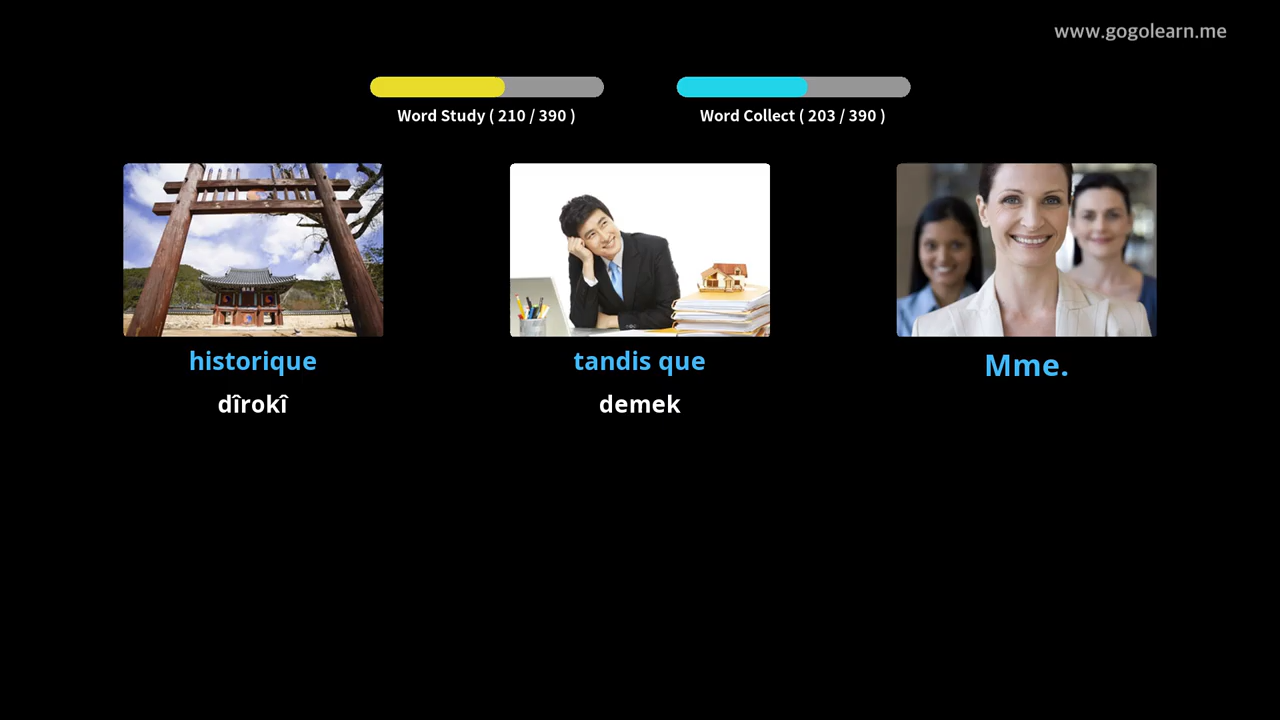 www.gogolearn.me
Word Study ( 210 / 390 )
Word Collect ( 203 / 390 )
historique
dîrokî
tandis que
demek
Mme.